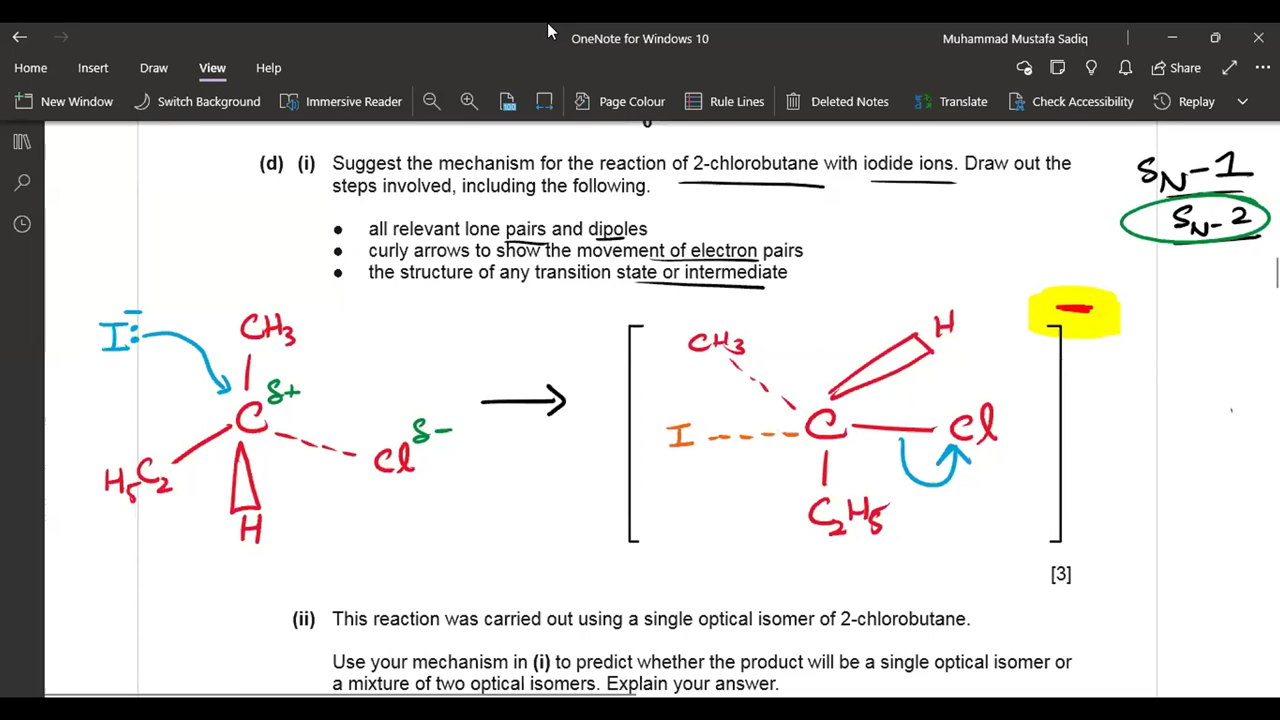 OneNote for Windows 10
Muhammad Mustafa Sadiq
Home Insert Draw View Help
Share
New Window Switch Background Immersive Reader Page Colour Rule Lines Deleted Notes Translate Check Accessibility Replay
(d) (i) Suggest the mechanism for the reaction of 2-chlorobutane with iodide ions. Draw out the
steps involved, including the following.
SN-1
SN-2
• all relevant lone pairs and dipoles
• curly arrows to show the movement of electron pairs
• the structure of any transition state or intermediate
I:–
CH3
C δ+
Cl δ–
H5C2
H
CH3
H
–
I C Cl
C2H5
[3]
(ii) This reaction was carried out using a single optical isomer of 2-chlorobutane.
Use your mechanism in (i) to predict whether the product will be a single optical isomer or
a mixture of two optical isomers. Explain your answer.